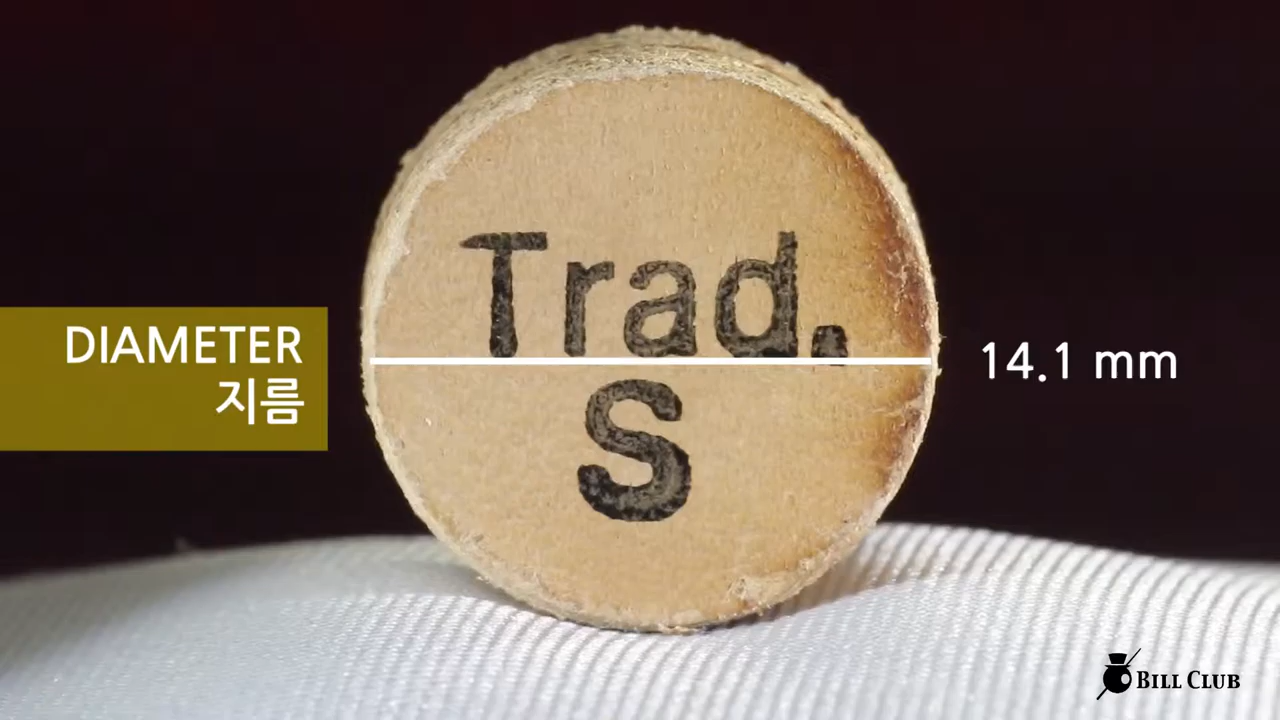 Trad.
S
DIAMETER
지름
14.1 mm
BILL CLUB